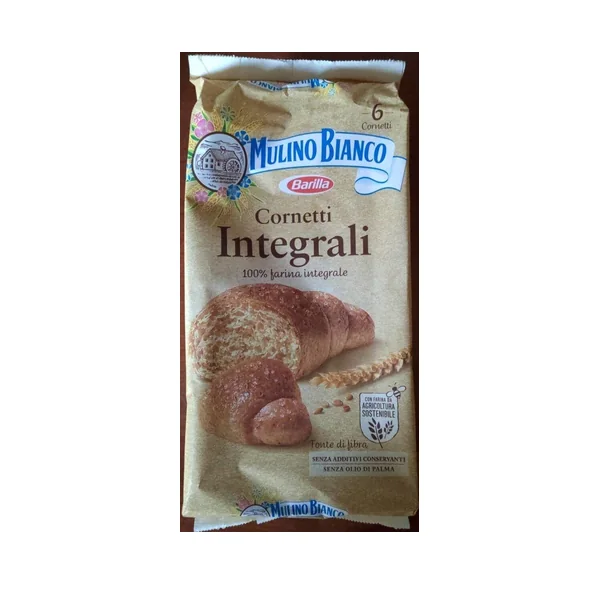 6
Cornetti
MULINO BIANCO
Barilla
Cornetti
Integrali
100% farina integrale
CON FARINA DA
AGRICOLTURA
SOSTENIBILE
Fonte di fibra
SENZA ADDITIVI CONSERVANTI
SENZA OLIO DI PALMA
MULINO BIANCO